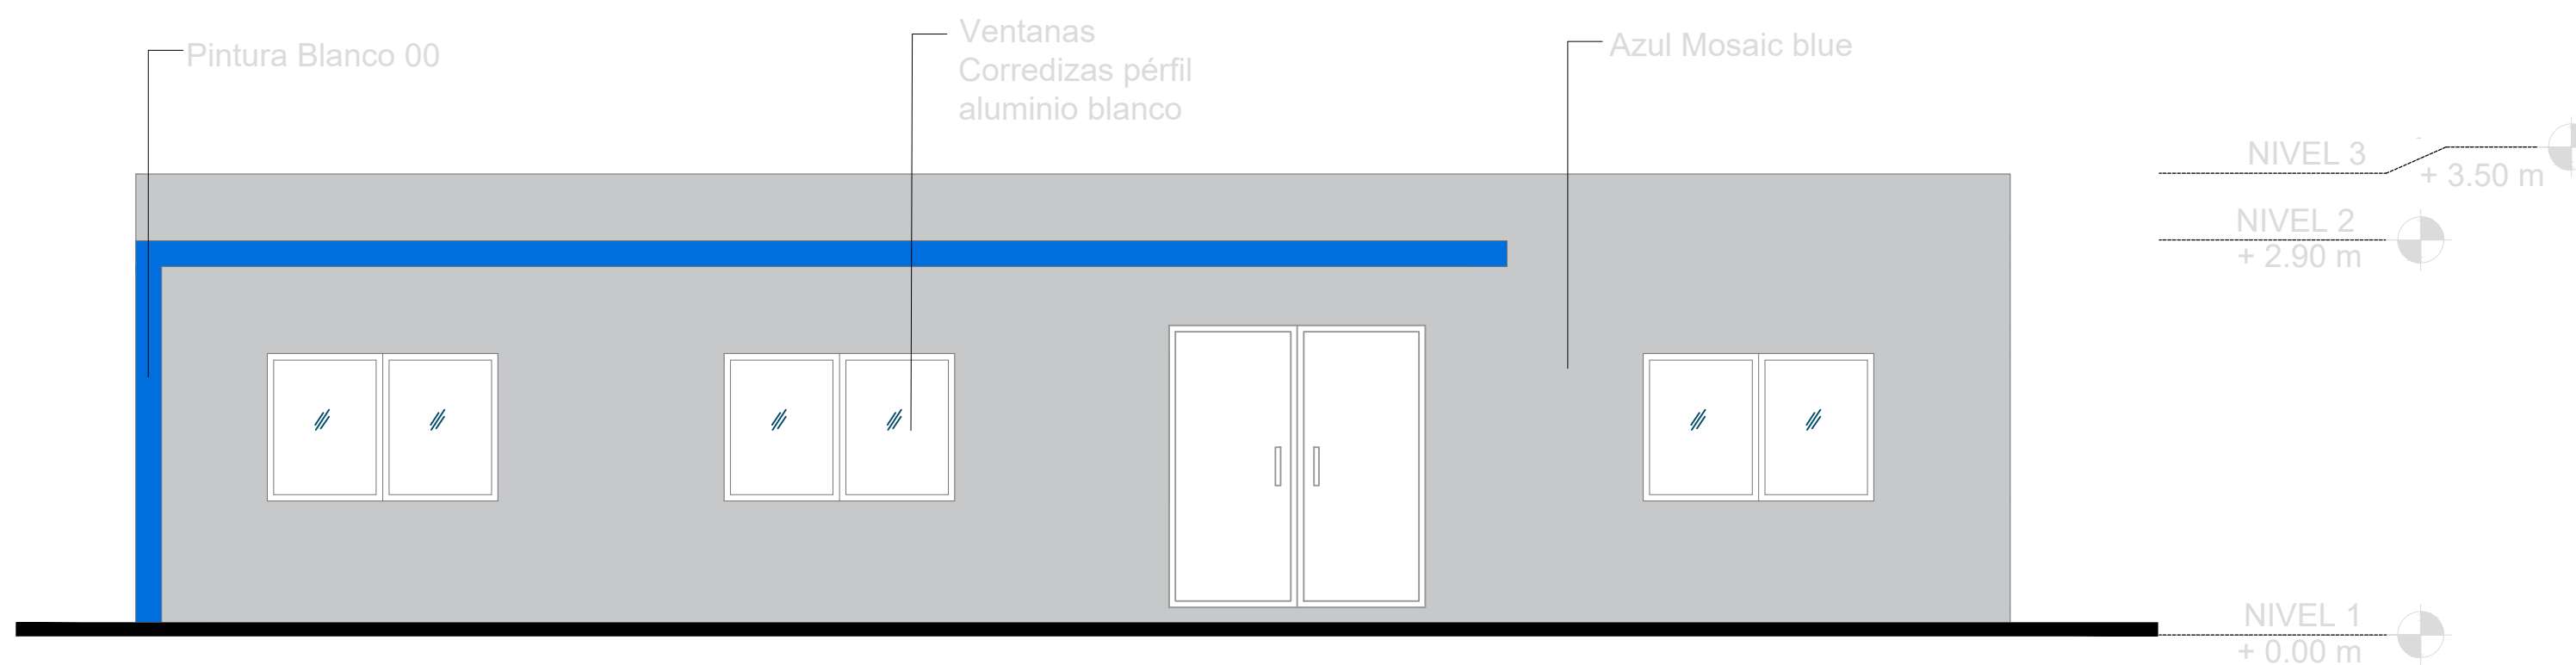 Pintura Blanco 00
Ventanas
Corredizas pérfil
aluminio blanco
Azul Mosaic blue
NIVEL 3
+ 3.50 m
NIVEL 2
+ 2.90 m
NIVEL 1
+ 0.00 m